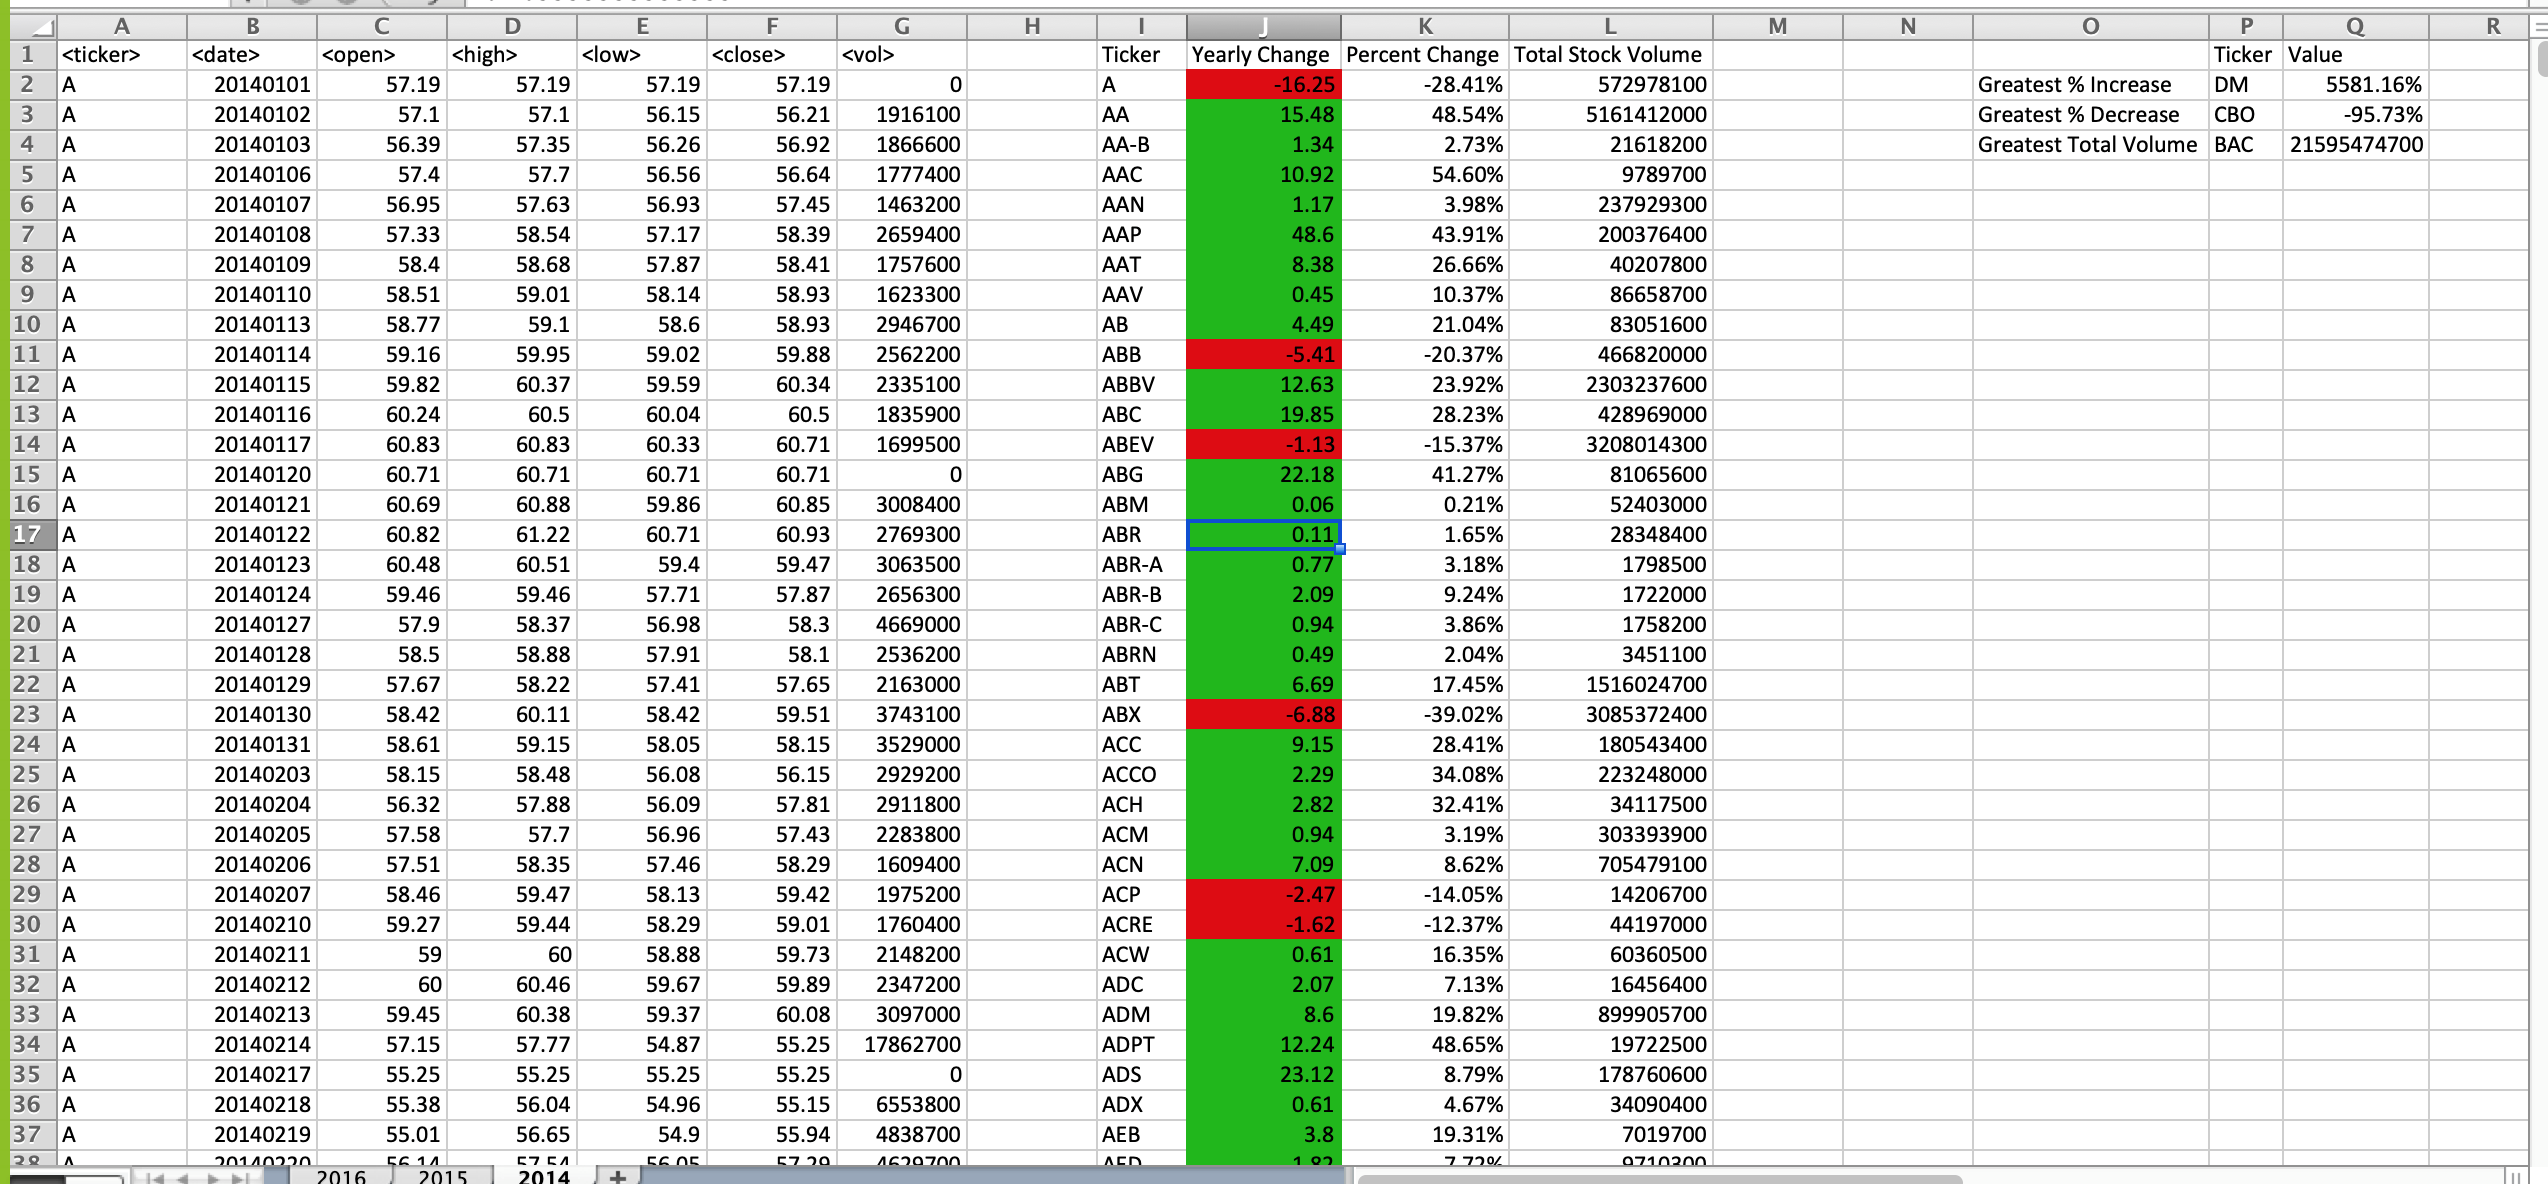 A B C D E F G H I J K L M N O P Q R
1 <ticker> <date> <open> <high> <low> <close> <vol> Ticker Yearly Change Percent Change Total Stock Volume Ticker Value
2 A 20140101 57.19 57.19 57.19 57.19 0 A -16.25 -28.41% 572978100 Greatest % Increase DM 5581.16%
3 A 20140102 57.1 57.1 56.15 56.21 1916100 AA 15.48 48.54% 5161412000 Greatest % Decrease CBO -95.73%
4 A 20140103 56.39 57.35 56.26 56.92 1866600 AA-B 1.34 2.73% 21618200 Greatest Total Volume BAC 21595474700
5 A 20140106 57.4 57.7 56.56 56.64 1777400 AAC 10.92 54.60% 9789700
6 A 20140107 56.95 57.63 56.93 57.45 1463200 AAN 1.17 3.98% 237929300
7 A 20140108 57.33 58.54 57.17 58.39 2659400 AAP 48.6 43.91% 200376400
8 A 20140109 58.4 58.68 57.87 58.41 1757600 AAT 8.38 26.66% 40207800
9 A 20140110 58.51 59.01 58.14 58.93 1623300 AAV 0.45 10.37% 86658700
10 A 20140113 58.77 59.1 58.6 58.93 2946700 AB 4.49 21.04% 83051600
11 A 20140114 59.16 59.95 59.02 59.88 2562200 ABB -5.41 -20.37% 466820000
12 A 20140115 59.82 60.37 59.59 60.34 2335100 ABBV 12.63 23.92% 2303237600
13 A 20140116 60.24 60.5 60.04 60.5 1835900 ABC 19.85 28.23% 428969000
14 A 20140117 60.83 60.83 60.33 60.71 1699500 ABEV -1.13 -15.37% 3208014300
15 A 20140120 60.71 60.71 60.71 60.71 0 ABG 22.18 41.27% 81065600
16 A 20140121 60.69 60.88 59.86 60.85 3008400 ABM 0.06 0.21% 52403000
17 A 20140122 60.82 61.22 60.71 60.93 2769300 ABR 0.11 1.65% 28348400
18 A 20140123 60.48 60.51 59.4 59.47 3063500 ABR-A 0.77 3.18% 1798500
19 A 20140124 59.46 59.46 57.71 57.87 2656300 ABR-B 2.09 9.24% 1722000
20 A 20140127 57.9 58.37 56.98 58.3 4669000 ABR-C 0.94 3.86% 1758200
21 A 20140128 58.5 58.88 57.91 58.1 2536200 ABRN 0.49 2.04% 3451100
22 A 20140129 57.67 58.22 57.41 57.65 2163000 ABT 6.69 17.45% 1516024700
23 A 20140130 58.42 60.11 58.42 59.51 3743100 ABX -6.88 -39.02% 3085372400
24 A 20140131 58.61 59.15 58.05 58.15 3529000 ACC 9.15 28.41% 180543400
25 A 20140203 58.15 58.48 56.08 56.15 2929200 ACCO 2.29 34.08% 223248000
26 A 20140204 56.32 57.88 56.09 57.81 2911800 ACH 2.82 32.41% 34117500
27 A 20140205 57.58 57.7 56.96 57.43 2283800 ACM 0.94 3.19% 303393900
28 A 20140206 57.51 58.35 57.46 58.29 1609400 ACN 7.09 8.62% 705479100
29 A 20140207 58.46 59.47 58.13 59.42 1975200 ACP -2.47 -14.05% 14206700
30 A 20140210 59.27 59.44 58.29 59.01 1760400 ACRE -1.62 -12.37% 44197000
31 A 20140211 59 60 58.88 59.73 2148200 ACW 0.61 16.35% 60360500
32 A 20140212 60 60.46 59.67 59.89 2347200 ADC 2.07 7.13% 16456400
33 A 20140213 59.45 60.38 59.37 60.08 3097000 ADM 8.6 19.82% 899905700
34 A 20140214 57.15 57.77 54.87 55.25 17862700 ADPT 12.24 48.65% 19722500
35 A 20140217 55.25 55.25 55.25 55.25 0 ADS 23.12 8.79% 178760600
36 A 20140218 55.38 56.04 54.96 55.15 6553800 ADX 0.61 4.67% 34090400
37 A 20140219 55.01 56.65 54.9 55.94 4838700 AEB 3.8 19.31% 7019700
38 A 20140220 56.14 57.54 56.05 57.29 4629700 AED 1.82 7.72% 9710300
2016 2015 2014 +